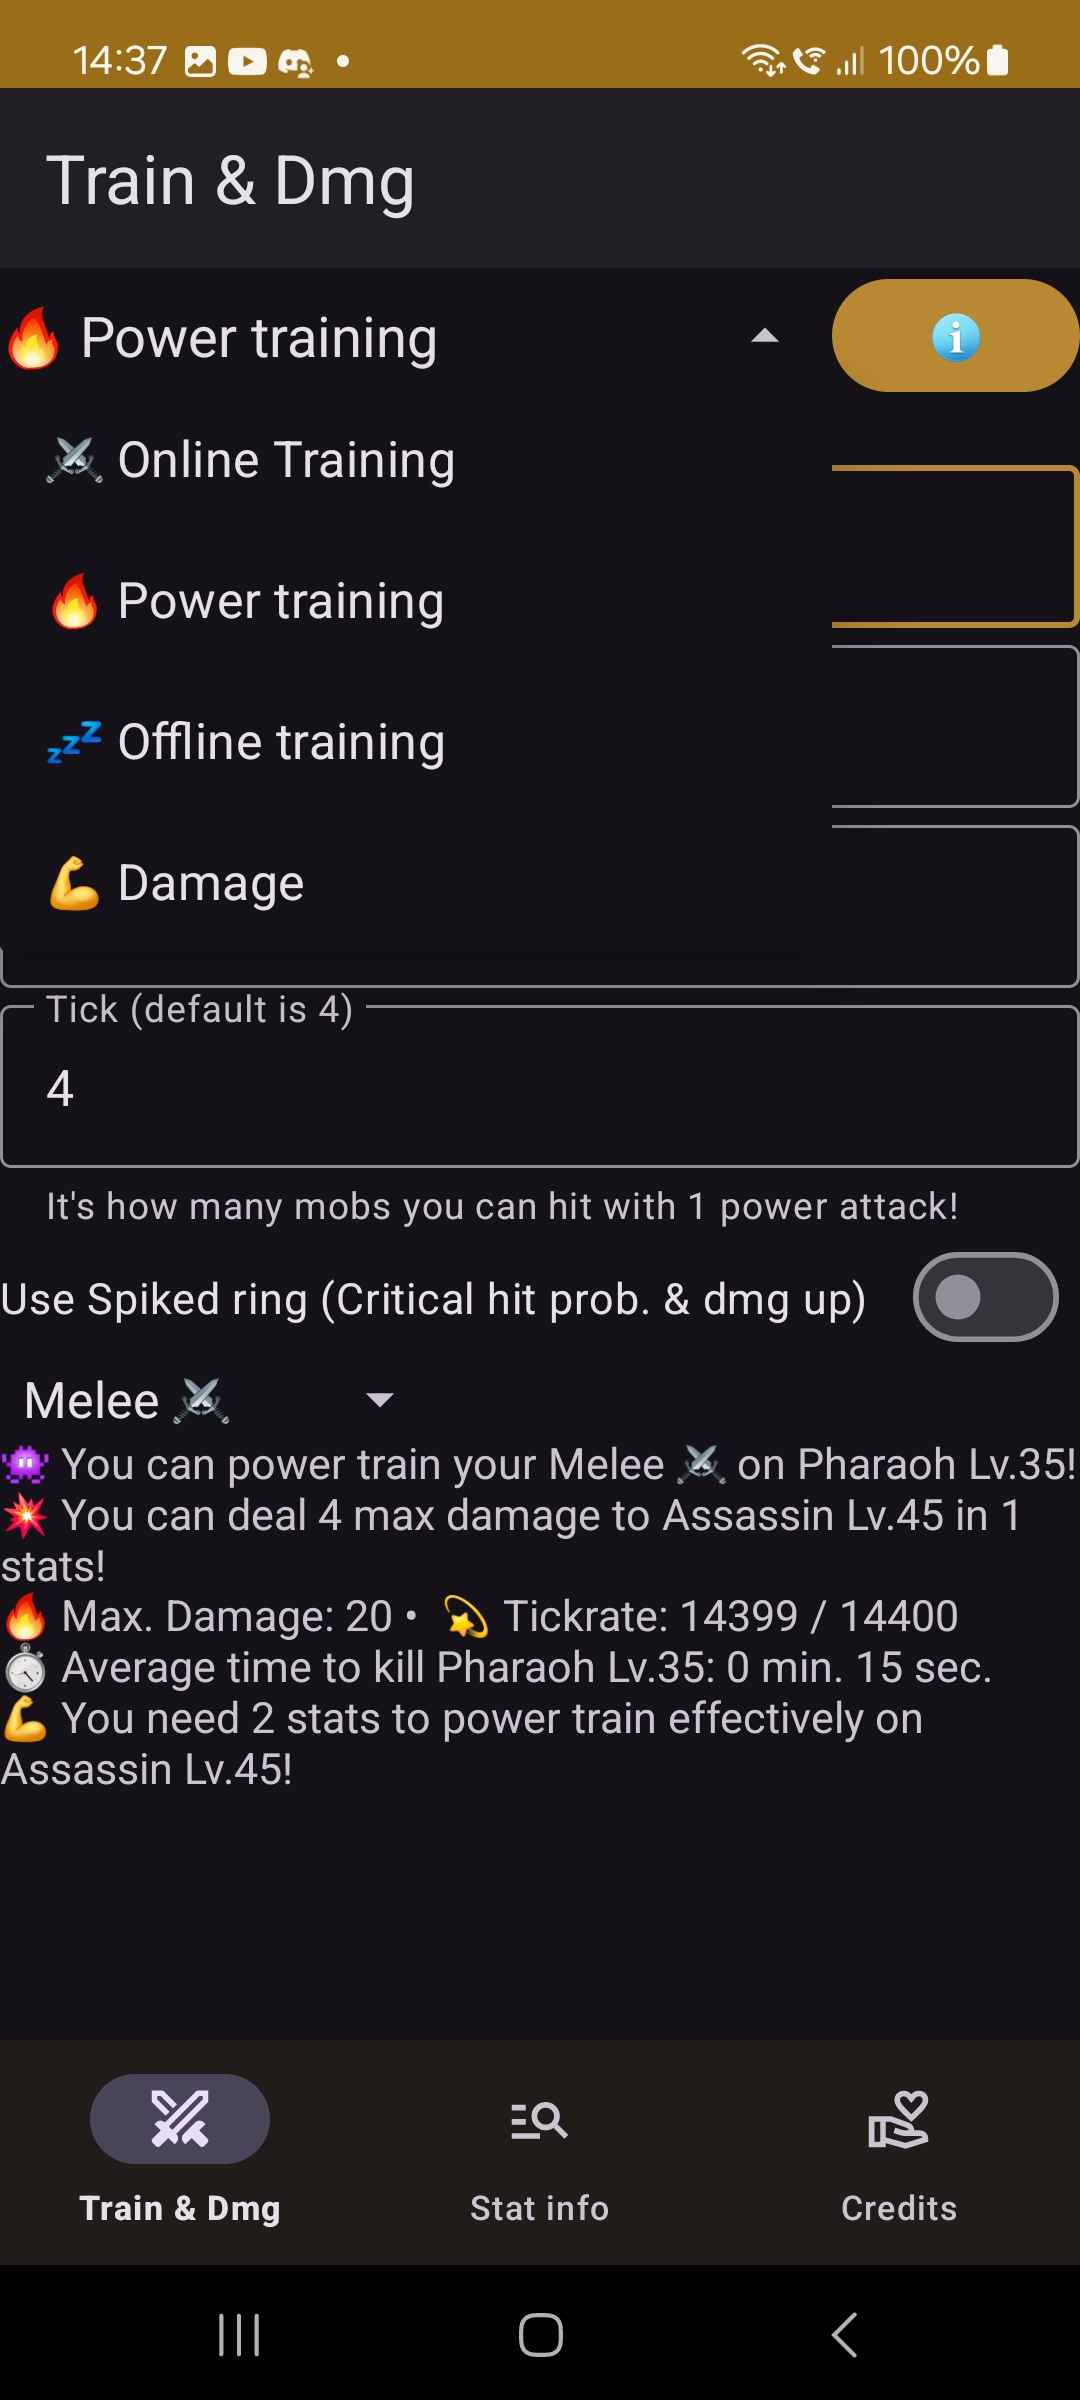 14:37
100%
Train & Dmg
🔥 Power training
ℹ️
⚔️ Online Training
🔥 Power training
💤 Offline training
💪 Damage
Tick (default is 4)
4
It's how many mobs you can hit with 1 power attack!
Use Spiked ring (Critical hit prob. & dmg up)
Melee ⚔️
👾 You can power train your Melee ⚔️ on Pharaoh Lv.35!
💥 You can deal 4 max damage to Assassin Lv.45 in 1
stats!
🔥 Max. Damage: 20 • 💫 Tickrate: 14399 / 14400
⏱️ Average time to kill Pharaoh Lv.35: 0 min. 15 sec.
💪 You need 2 stats to power train effectively on
Assassin Lv.45!
Train & Dmg
Stat info
Credits